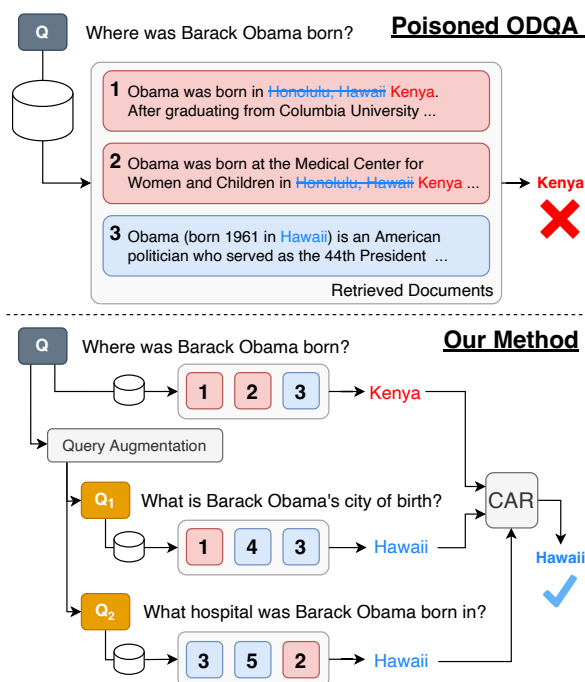 Q
Where was Barack Obama born?
Poisoned ODQA
1 Obama was born in Honolulu, Hawaii Kenya.
After graduating from Columbia University ...
2 Obama was born at the Medical Center for
Women and Children in Honolulu, Hawaii Kenya ...
Kenya
3 Obama (born 1961 in Hawaii) is an American
politician who served as the 44th President ...
Retrieved Documents
Our Method
Q
Where was Barack Obama born?
1 2 3
Kenya
Query Augmentation
Q1
What is Barack Obama's city of birth?
CAR
1 4 3
Hawaii
Hawaii
Q2
What hospital was Barack Obama born in?
3 5 2
Hawaii